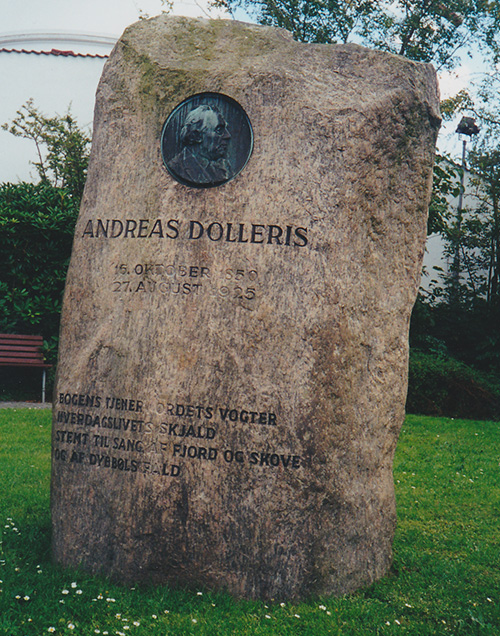 ANDREAS DOLLERIS
16. OKTOBER 1850
27. AUGUST 1925
BOGENS TJENER ORDETS VOGTER
HVERDAGSLIVETS SKJALD
STEMT TIL SANG AF FJORD OG SKOVE
OG AF DYBBØLS FALD